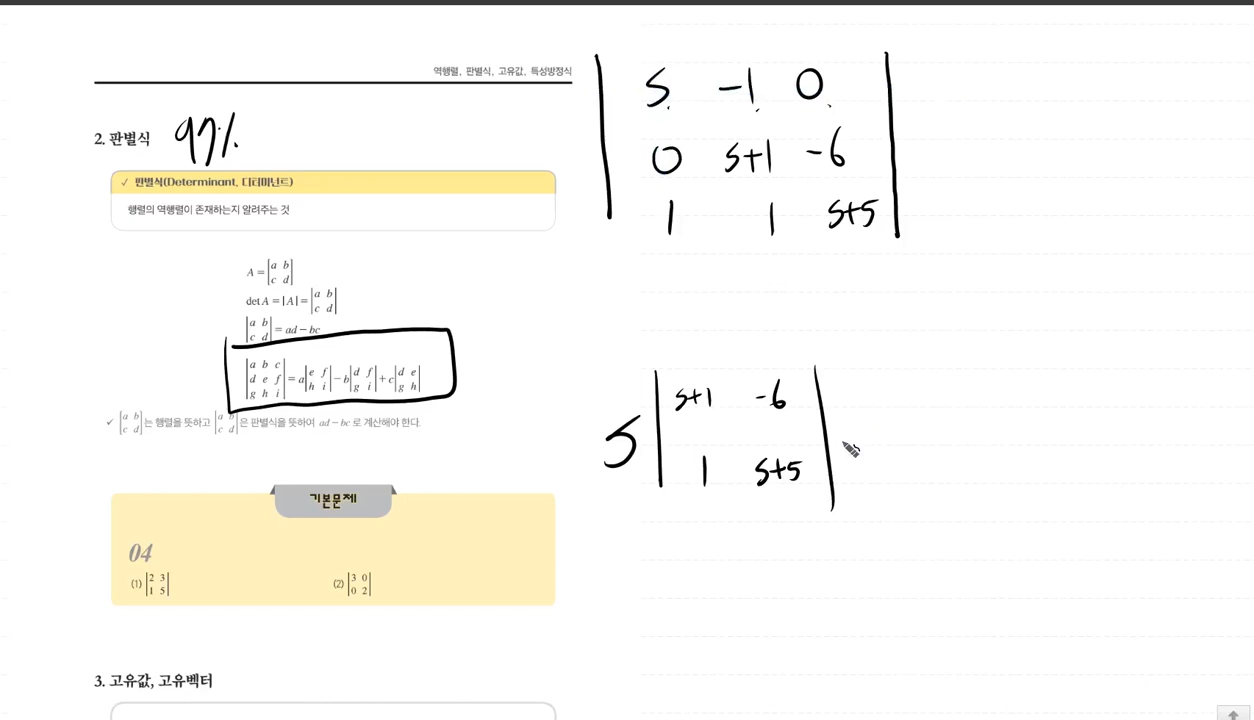 역행렬, 판별식, 고유값, 특성방정식
2. 판별식 97%
✓ 판별식(Determinant, 디터미넌트)
행렬의 역행렬이 존재하는지 알려주는 것
A = |a b|
|c d|
det A = |A| = |a b|
|c d|
|a b| = ad − bc
|c d|
|a b c|
|d e f| = a|e f| − b|d f| + c|d e|
|g h i| |h i| |g i| |g h|
✓ |a b|는 행렬을 뜻하고 |a b|은 판별식을 뜻하여 ad − bc 로 계산해야 한다.
|c d| |c d|
기본문제
04
(1) |2 3| (2) |3 0|
|1 5| |0 2|
3. 고유값, 고유벡터
| S -1 0 |
| 0 s+1 -6 |
| 1 1 s+5 |
S | s+1 -6 |
| 1 s+5 |